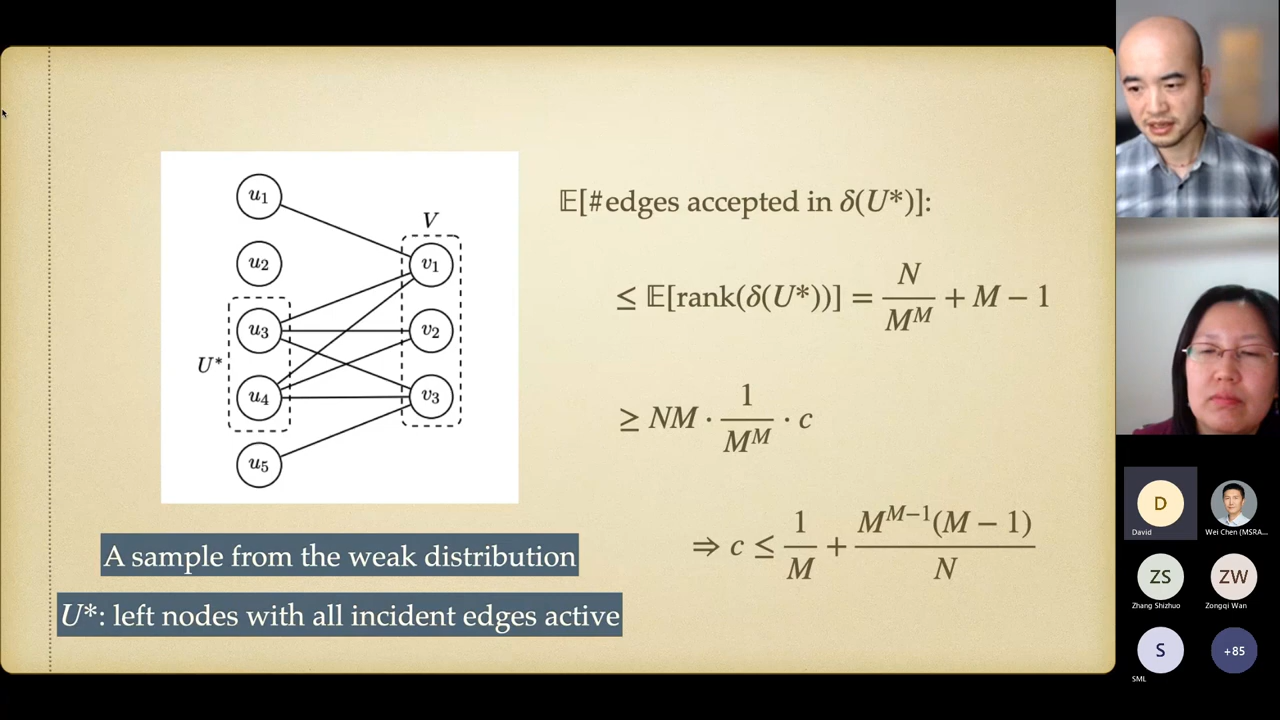 u₁
u₂
u₃
u₄
u₅
U*
V
v₁
v₂
v₃
𝔼[#edges accepted in δ(U*)]:
≤ 𝔼[rank(δ(U*))] = N/M^M + M − 1
≥ NM · 1/M^M · c
⇒ c ≤ 1/M + M^(M−1)(M − 1)/N
A sample from the weak distribution
U*: left nodes with all incident edges active
D
David
Wei Chen (MSRA...
ZS
Zhang Shizhuo
ZW
Zongqi Wan
S
SML
+85